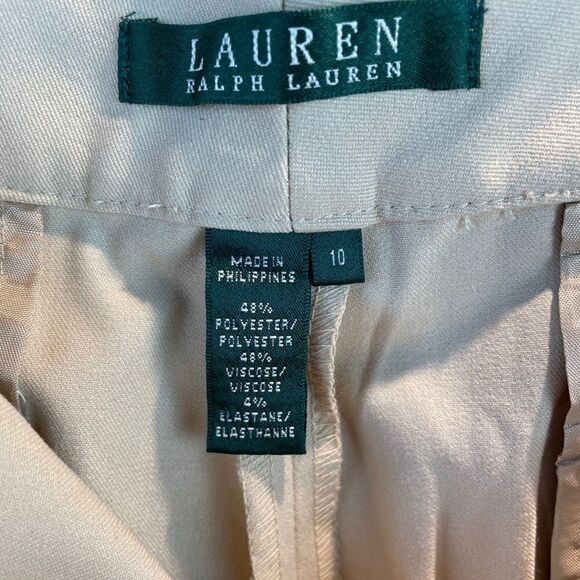 LAUREN
RALPH LAUREN
MADE IN
PHILIPPINES
10
48%
POLYESTER/
POLYESTER
48%
VISCOSE/
VISCOSE
4%
ELASTANE/
ELASTHANNE